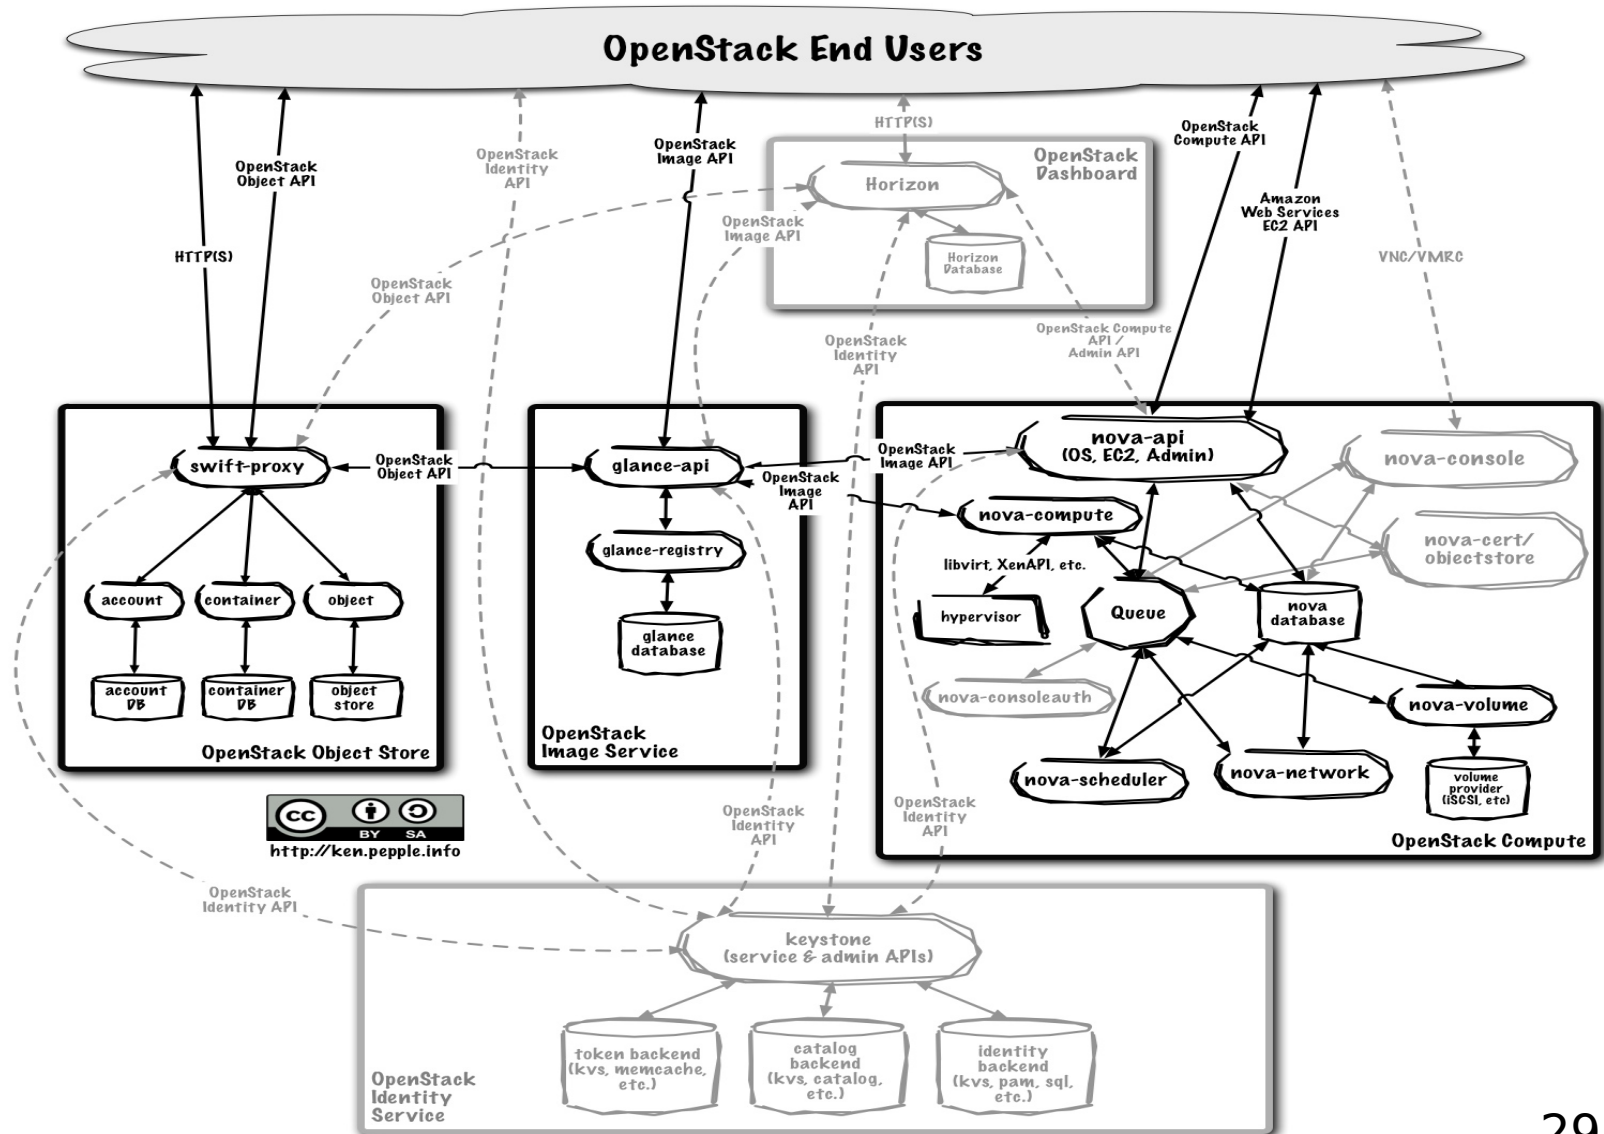 OpenStack End Users
HTTP(S)
OpenStack
Object API
OpenStack
Identity
API
OpenStack
Image API
HTTP(S)
OpenStack
Dashboard
Horizon
Horizon
Database
OpenStack
Compute API
Amazon
Web Services
EC2 API
VNC/VMRC
OpenStack
Object API
OpenStack
Image API
OpenStack
Identity
API
OpenStack Compute
API /
Admin API
swift-proxy
OpenStack
Object API
account
container
object
account
DB
container
DB
object
store
OpenStack Object Store
glance-api
glance-registry
glance
database
OpenStack
Image Service
OpenStack
Image API
OpenStack
Image
API
nova-api
(OS, EC2, Admin)
nova-console
nova-compute
nova-cert/
objectstore
libvirt, XenAPI, etc.
hypervisor
Queue
nova
database
nova-consoleauth
nova-volume
nova-scheduler
nova-network
volume
provider
(iSCSI, etc)
OpenStack Compute
cc
BY SA
http://ken.pepple.info
OpenStack
Identity API
OpenStack
Identity
API
OpenStack
Identity
API
keystone
(service & admin APIs)
token backend
(kvs, memcache,
etc.)
catalog
backend
(kvs, catalog,
etc.)
identity
backend
(kvs, pam, sql,
etc.)
OpenStack
Identity
Service
29